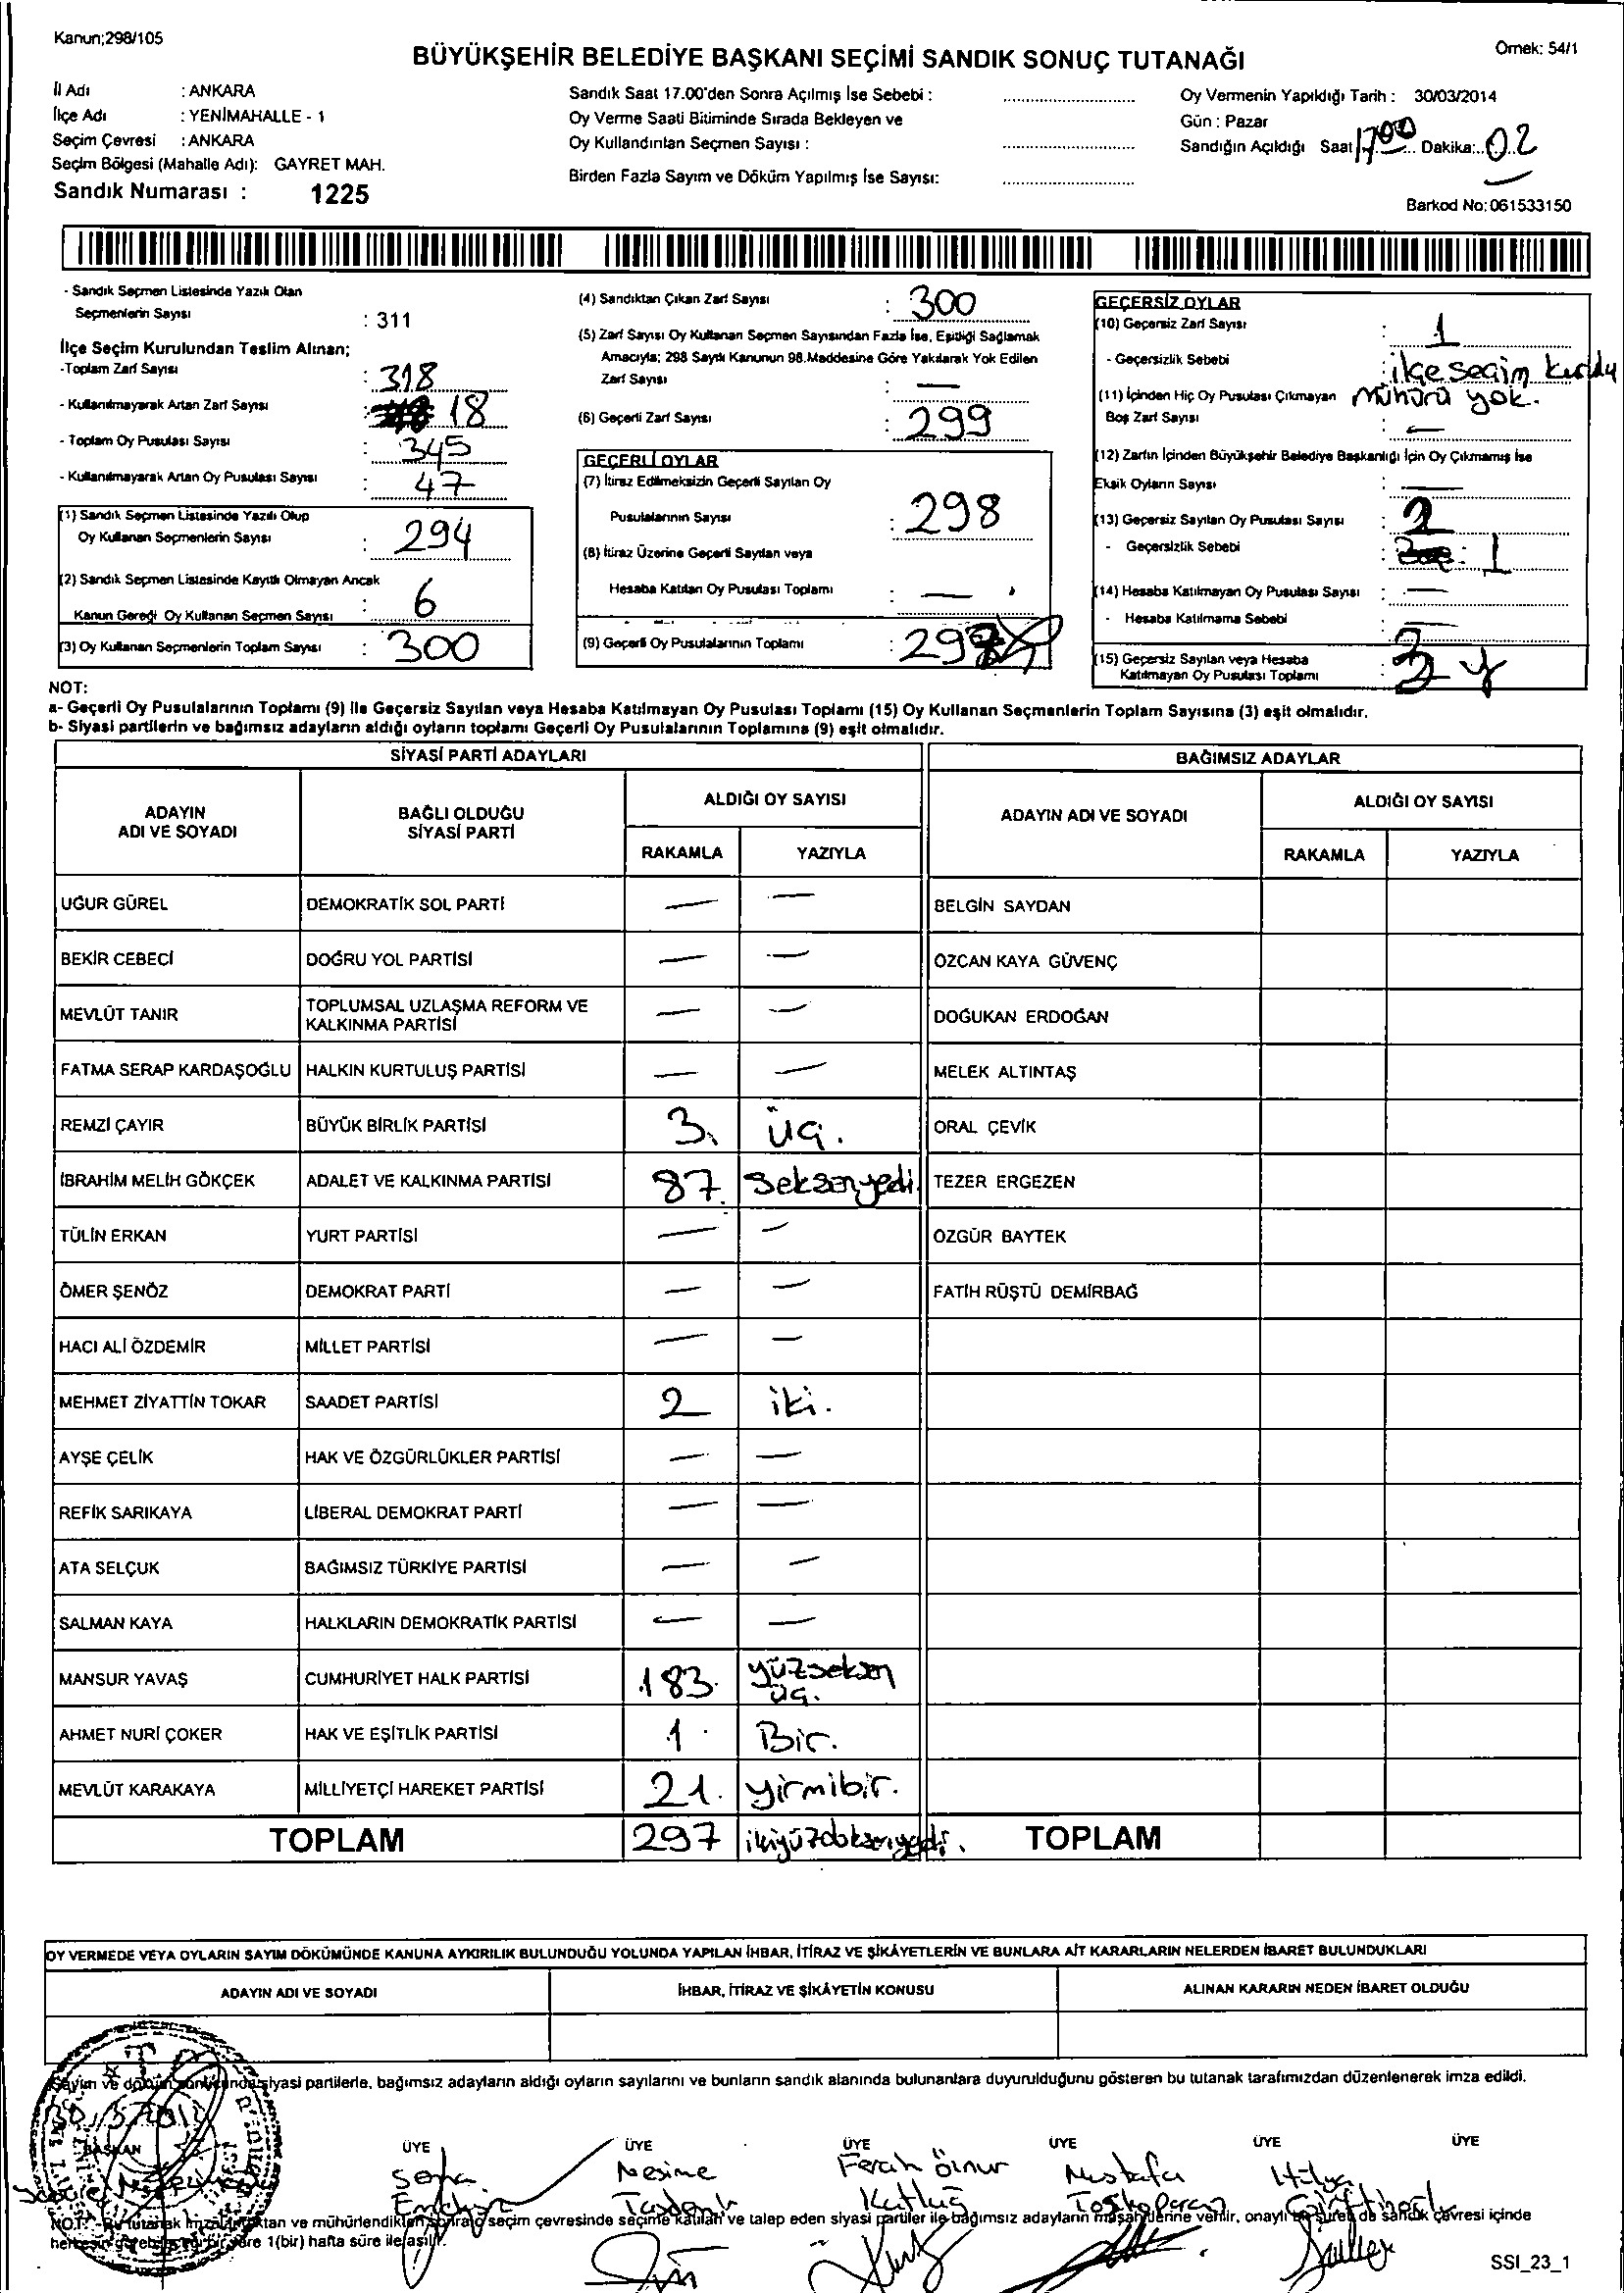 Kanun;298/105
Örnek: 54/1
BÜYÜKŞEHİR BELEDİYE BAŞKANI SEÇİMİ SANDIK SONUÇ TUTANAĞI
İl Adı : ANKARA
İlçe Adı : YENİMAHALLE - 1
Seçim Çevresi : ANKARA
Seçim Bölgesi (Mahalle Adı): GAYRET MAH.
Sandık Numarası : 1225
Sandık Saat 17.00'den Sonra Açılmış İse Sebebi :
Oy Verme Saati Bitiminde Sırada Bekleyen ve
Oy Kullandırılan Seçmen Sayısı :
Birden Fazla Sayım ve Döküm Yapılmış İse Sayısı:
Oy Vermenin Yapıldığı Tarih : 30/03/2014
Gün : Pazar
Sandığın Açıldığı Saat 1700 Dakika: 02
Barkod No: 061533150
- Sandık Seçmen Listesinde Yazılı Olan
Seçmenlerin Sayısı : 311
İlçe Seçim Kurulundan Teslim Alınan;
-Toplam Zarf Sayısı : 318
- Kullanılmayarak Artan Zarf Sayısı : 18
- Toplam Oy Pusulası Sayısı : 345
- Kullanılmayarak Artan Oy Pusulası Sayısı : 47
(1) Sandık Seçmen Listesinde Yazılı Olup
Oy Kullanan Seçmenlerin Sayısı : 294
(2) Sandık Seçmen Listesinde Kayıtlı Olmayan Ancak
Kanun Gereği Oy Kullanan Seçmen Sayısı : 6
(3) Oy Kullanan Seçmenlerin Toplam Sayısı : 300
(4) Sandıktan Çıkan Zarf Sayısı : 300
(5) Zarf Sayısı Oy Kullanan Seçmen Sayısından Fazla İse, Eşitliği Sağlamak
Amacıyla; 298 Sayılı Kanunun 98.Maddesine Göre Yakılarak Yok Edilen
Zarf Sayısı : —
(6) Geçerli Zarf Sayısı : 299
GEÇERLİ OYLAR
(7) İtiraz Edilmeksizin Geçerli Sayılan Oy
Pusulalarının Sayısı : 298
(8) İtiraz Üzerine Geçerli Sayılan veya
Hesaba Katılan Oy Pusulası Toplamı : —
(9) Geçerli Oy Pusulalarının Toplamı :
GEÇERSİZ OYLAR
(10) Geçersiz Zarf Sayısı : 1
- Geçersizlik Sebebi : ilçe seçim kurulu
mühürü yok.
(11) İçinden Hiç Oy Pusulası Çıkmayan
Boş Zarf Sayısı : —
(12) Zarfın İçinden Büyükşehir Belediye Başkanlığı İçin Oy Çıkmamış İse
Eksik Oyların Sayısı : —
(13) Geçersiz Sayılan Oy Pusulası Sayısı : 2
- Geçersizlik Sebebi :
(14) Hesaba Katılmayan Oy Pusulası Sayısı : —
- Hesaba Katılmama Sebebi : —
(15) Geçersiz Sayılan veya Hesaba
Katılmayan Oy Pusulası Toplamı :
NOT:
a- Geçerli Oy Pusulalarının Toplamı (9) ile Geçersiz Sayılan veya Hesaba Katılmayan Oy Pusulası Toplamı (15) Oy Kullanan Seçmenlerin Toplam Sayısına (3) eşit olmalıdır.
b- Siyasi partilerin ve bağımsız adayların aldığı oyların toplamı Geçerli Oy Pusulalarının Toplamına (9) eşit olmalıdır.
SİYASİ PARTİ ADAYLARI
BAĞIMSIZ ADAYLAR
ADAYIN ADI VE SOYADI
BAĞLI OLDUĞU SİYASİ PARTİ
ALDIĞI OY SAYISI
RAKAMLA YAZIYLA
ADAYIN ADI VE SOYADI
ALDIĞI OY SAYISI
RAKAMLA YAZIYLA
UĞUR GÜREL DEMOKRATİK SOL PARTİ — — BELGİN SAYDAN
BEKİR CEBECİ DOĞRU YOL PARTİSİ — — ÖZCAN KAYA GÜVENÇ
MEVLÜT TANIR TOPLUMSAL UZLAŞMA REFORM VE KALKINMA PARTİSİ — — DOĞUKAN ERDOĞAN
FATMA SERAP KARDAŞOĞLU HALKIN KURTULUŞ PARTİSİ — — MELEK ALTINTAŞ
REMZİ ÇAYIR BÜYÜK BİRLİK PARTİSİ 3. üç. ORAL ÇEVİK
İBRAHİM MELİH GÖKÇEK ADALET VE KALKINMA PARTİSİ 87. seksenyedi. TEZER ERGEZEN
TÜLİN ERKAN YURT PARTİSİ — — ÖZGÜR BAYTEK
ÖMER ŞENÖZ DEMOKRAT PARTİ — — FATİH RÜŞTÜ DEMİRBAĞ
HACI ALİ ÖZDEMİR MİLLET PARTİSİ — —
MEHMET ZİYATTİN TOKAR SAADET PARTİSİ 2 iki.
AYŞE ÇELİK HAK VE ÖZGÜRLÜKLER PARTİSİ — —
REFİK SARIKAYA LİBERAL DEMOKRAT PARTİ — —
ATA SELÇUK BAĞIMSIZ TÜRKİYE PARTİSİ — —
SALMAN KAYA HALKLARIN DEMOKRATİK PARTİSİ — —
MANSUR YAVAŞ CUMHURİYET HALK PARTİSİ 183. yüzseksen üç.
AHMET NURİ ÇOKER HAK VE EŞİTLİK PARTİSİ 1. Bir.
MEVLÜT KARAKAYA MİLLİYETÇİ HAREKET PARTİSİ 21. yirmibir.
TOPLAM 297 ikiyüzdoksanyedi. TOPLAM
OY VERMEDE VEYA OYLARIN SAYIM DÖKÜMÜNDE KANUNA AYKIRILIK BULUNDUĞU YOLUNDA YAPILAN İHBAR, İTİRAZ VE ŞİKÂYETLERİN VE BUNLARA AİT KARARLARIN NELERDEN İBARET BULUNDUKLARI
ADAYIN ADI VE SOYADI İHBAR, İTİRAZ VE ŞİKÂYETİN KONUSU ALINAN KARARIN NEDEN İBARET OLDUĞU
Sayım ve döküm sonucunda siyasi partilerle, bağımsız adayların aldığı oyların sayılarını ve bunların sandık alanında bulunanlara duyurulduğunu gösteren bu tutanak tarafımızdan düzenlenerek imza edildi.
BAŞKAN ÜYE ÜYE ÜYE ÜYE ÜYE ÜYE
Nesime Ferah Öznur Mustafa Hülya
Kutluğ Toskoparan
NOT: -Bu tutanak imzalandıktan ve mühürlendikten sonra o seçim çevresinde seçime katılan ve talep eden siyasi partiler ile bağımsız adayların müşahitlerine verilir, onaylı bir sureti de sandık çevresi içinde
herkesin görebileceği bir yere 1(bir) hafta süre ile asılır.
SSI_23_1